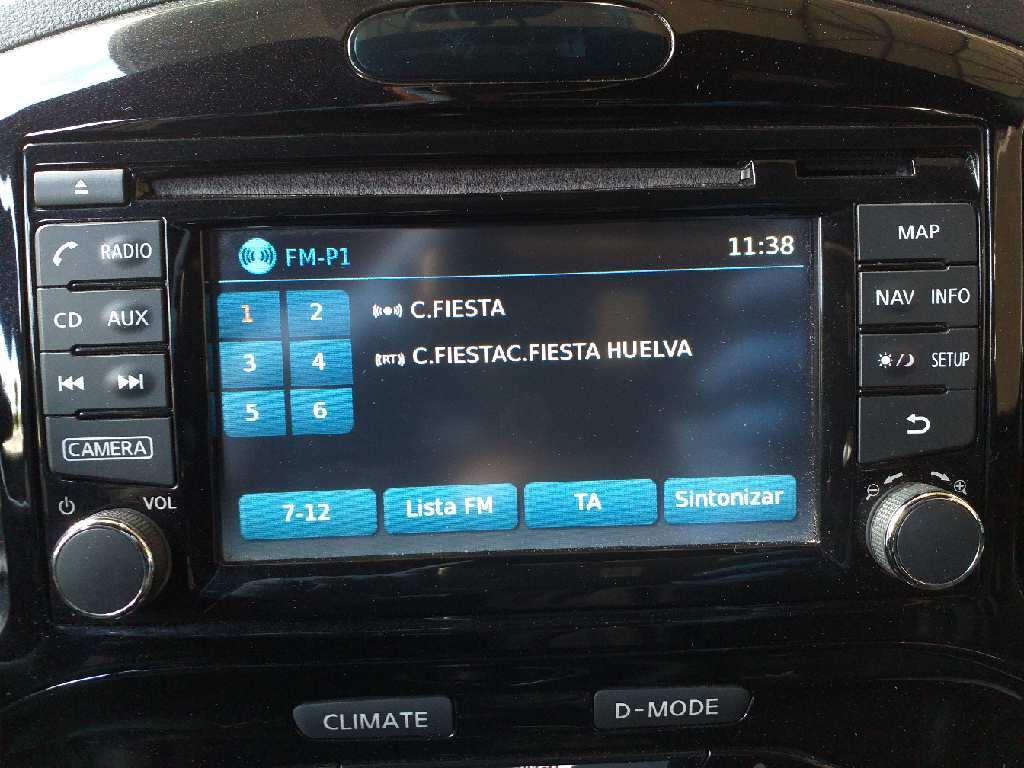 RADIO
CD AUX
CAMERA
VOL
FM-P1
11:38
1 2
3 4
5 6
C.FIESTA
RT C.FIESTAC.FIESTA HUELVA
7-12 Lista FM TA Sintonizar
MAP
NAV INFO
SETUP
CLIMATE D-MODE